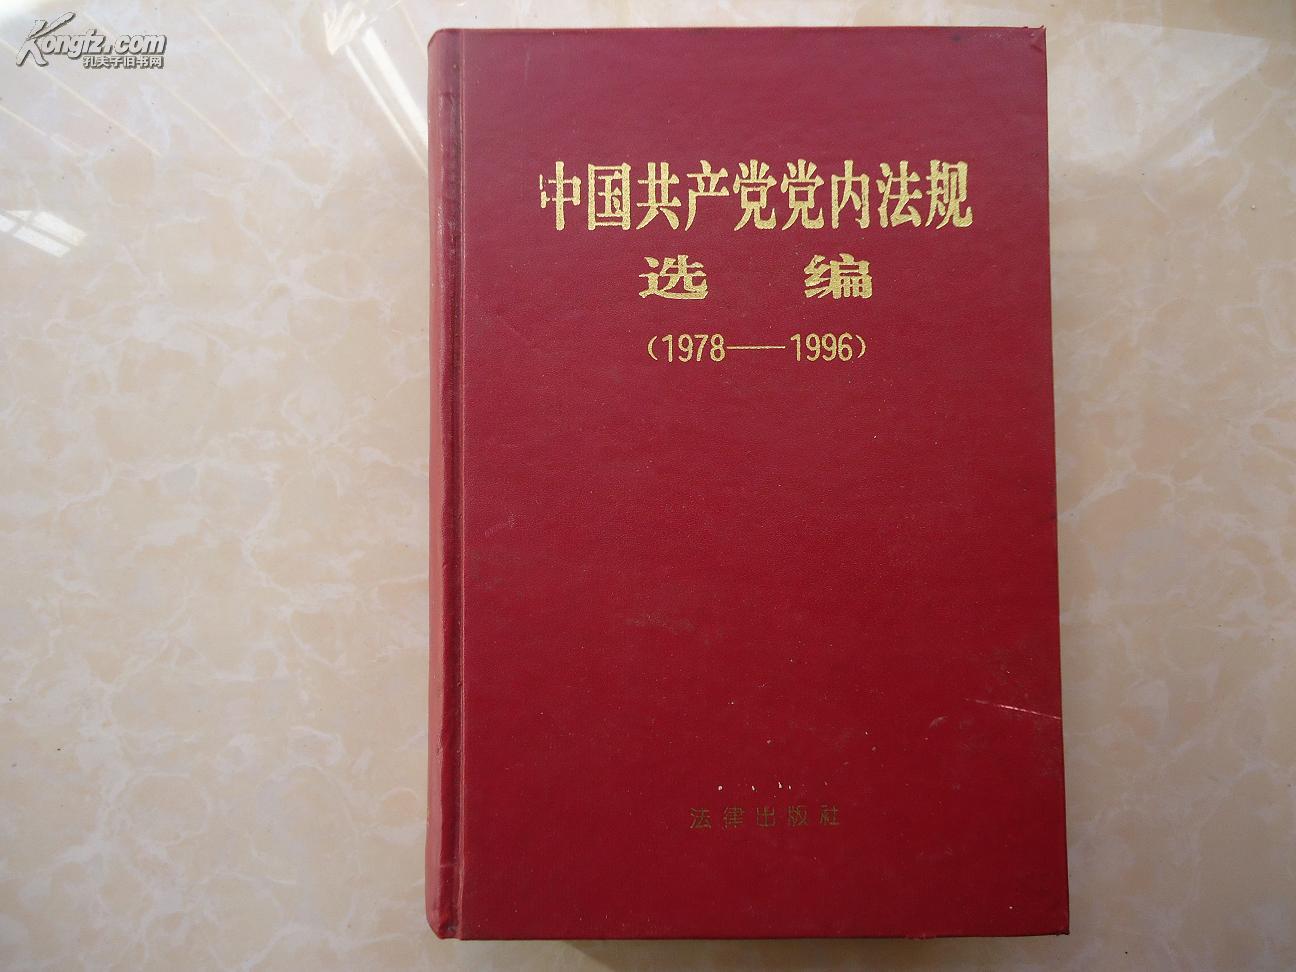 Kongfz.com
孔夫子旧书网
中国共产党党内法规
选编
（1978——1996）
法律出版社